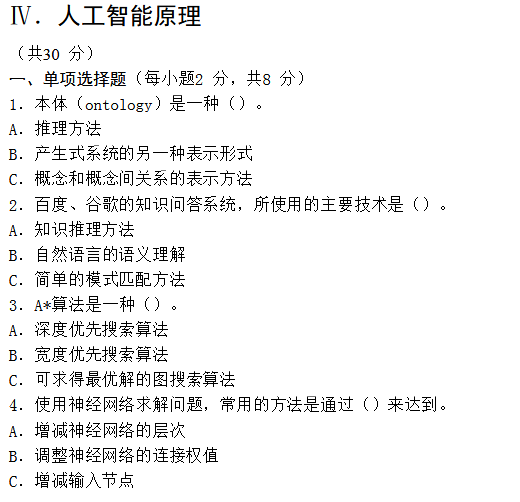 Ⅳ. 人工智能原理
（共30 分）
一、单项选择题（每小题2 分，共8 分）
1. 本体（ontology）是一种（）。
A. 推理方法
B. 产生式系统的另一种表示形式
C. 概念和概念间关系的表示方法
2. 百度、谷歌的知识问答系统，所使用的主要技术是（）。
A. 知识推理方法
B. 自然语言的语义理解
C. 简单的模式匹配方法
3. A*算法是一种（）。
A. 深度优先搜索算法
B. 宽度优先搜索算法
C. 可求得最优解的图搜索算法
4. 使用神经网络求解问题，常用的方法是通过（）来达到。
A. 增减神经网络的层次
B. 调整神经网络的连接权值
C. 增减输入节点